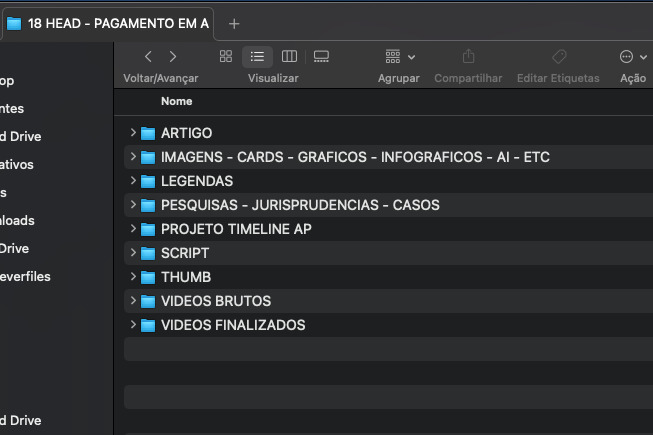 18 HEAD - PAGAMENTO EM A
Voltar/Avançar
Visualizar
Agrupar
Compartilhar
Editar Etiquetas
Ação
op
ntes
d Drive
ativos
s
nloads
Drive
everfiles
d Drive
Nome
ARTIGO
IMAGENS - CARDS - GRAFICOS - INFOGRAFICOS - AI - ETC
LEGENDAS
PESQUISAS - JURISPRUDENCIAS - CASOS
PROJETO TIMELINE AP
SCRIPT
THUMB
VIDEOS BRUTOS
VIDEOS FINALIZADOS